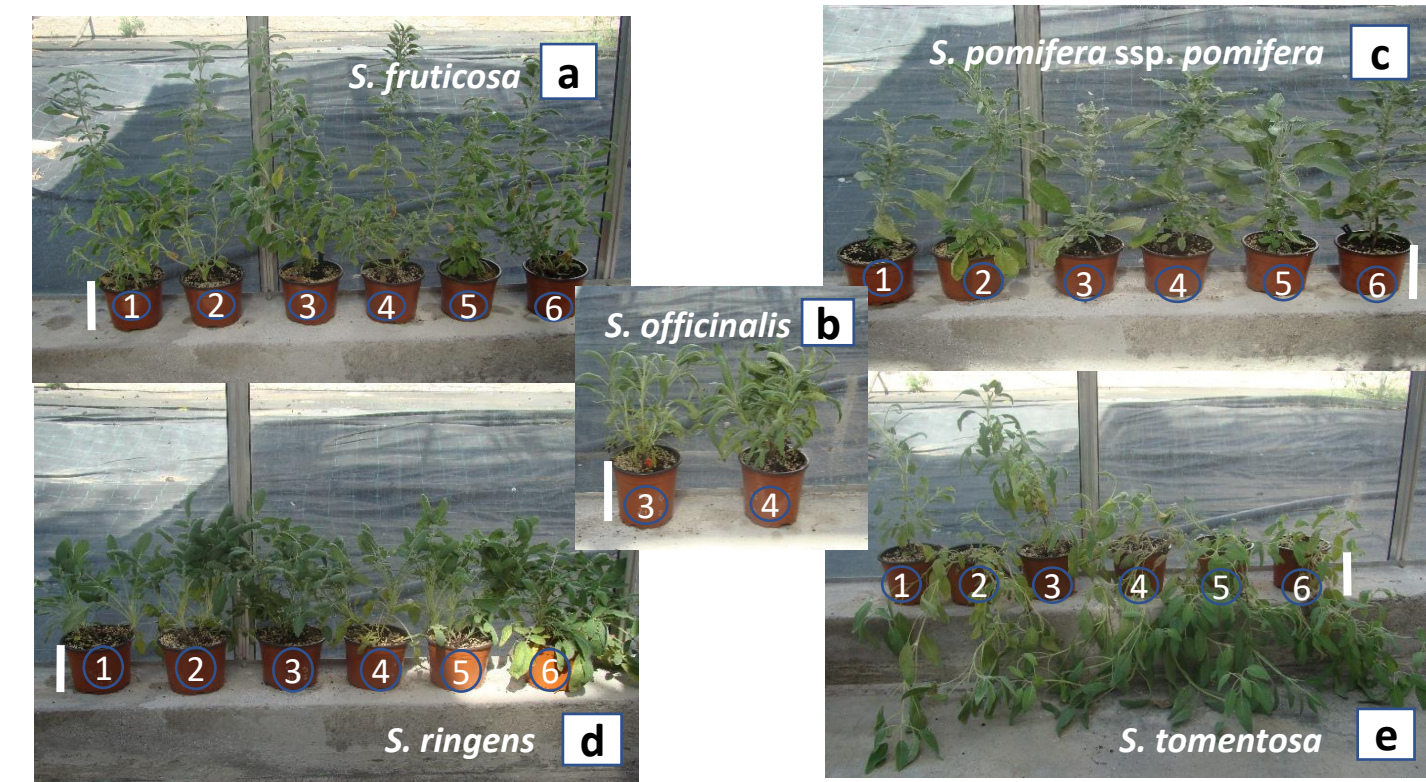 S. fruticosa a
1 2 3 4 5 6
S. officinalis b
3 4
S. pomifera ssp. pomifera c
1 2 3 4 5 6
S. ringens d
1 2 3 4 5 6
S. tomentosa e
1 2 3 4 5 6